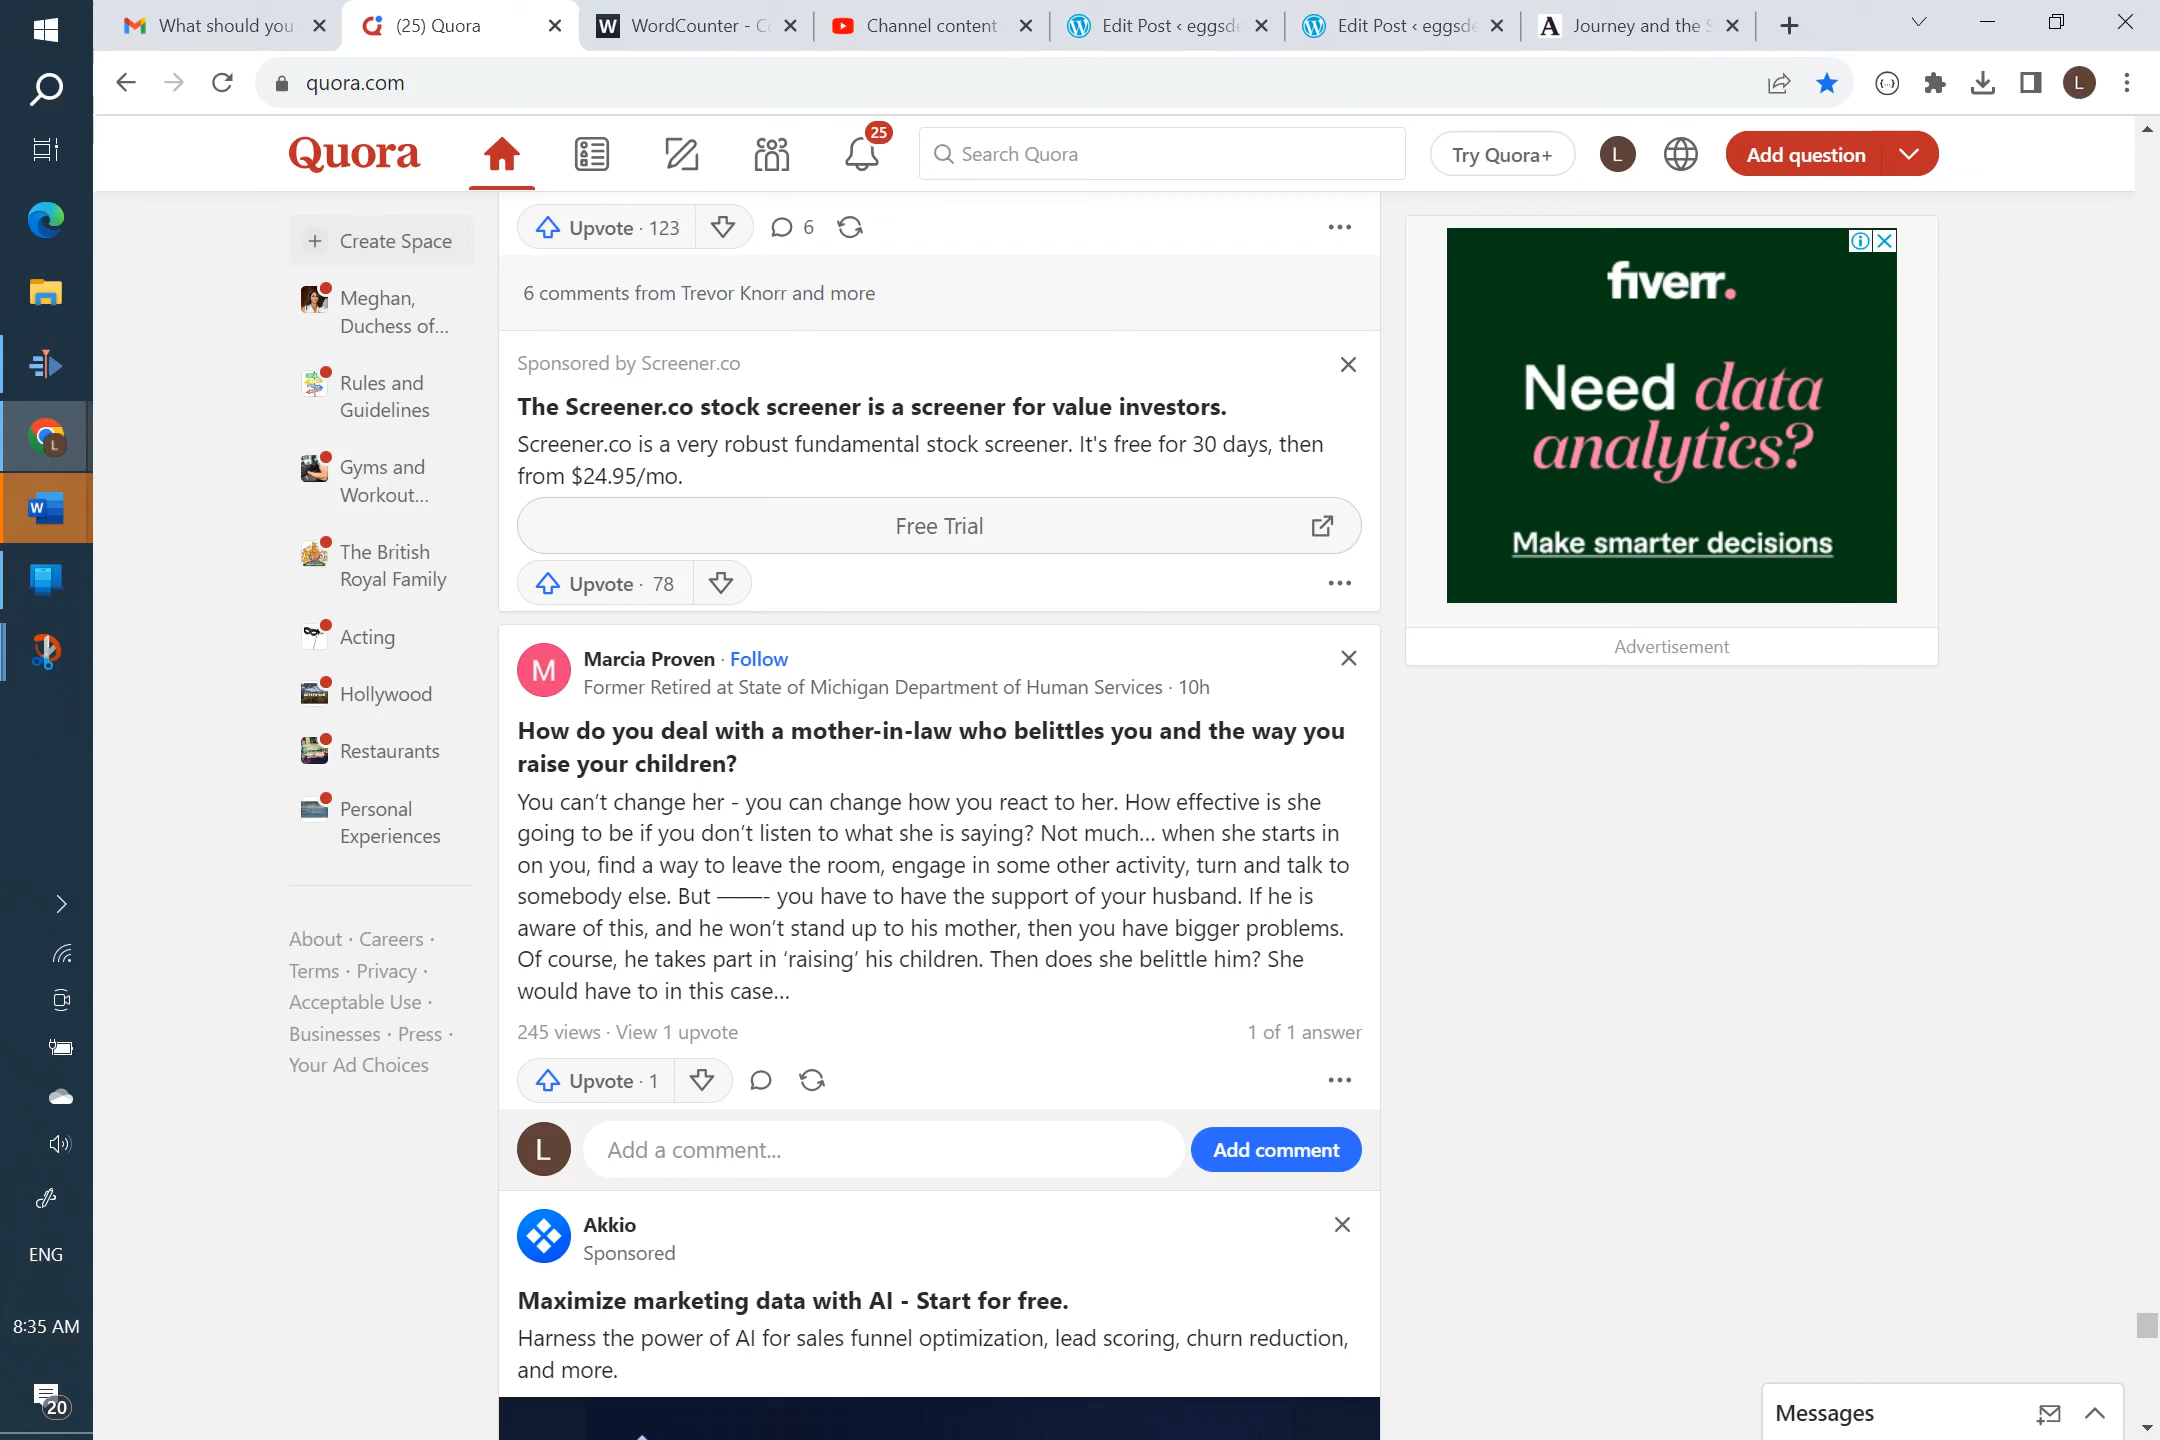 What should you
(25) Quora
WordCounter - C
Channel content
Edit Post ‹ eggsde
Edit Post ‹ eggsde
Journey and the S
quora.com
L
Quora
25
Search Quora
Try Quora+
L
Add question
Create Space
Meghan,
Duchess of...
Rules and
Guidelines
Gyms and
Workout...
The British
Royal Family
Acting
Hollywood
Restaurants
Personal
Experiences
About · Careers ·
Terms · Privacy ·
Acceptable Use ·
Businesses · Press ·
Your Ad Choices
Upvote · 123
6
6 comments from Trevor Knorr and more
Sponsored by Screener.co
The Screener.co stock screener is a screener for value investors.
Screener.co is a very robust fundamental stock screener. It's free for 30 days, then
from $24.95/mo.
Free Trial
Upvote · 78
M
Marcia Proven · Follow
Former Retired at State of Michigan Department of Human Services · 10h
How do you deal with a mother-in-law who belittles you and the way you
raise your children?
You can’t change her - you can change how you react to her. How effective is she
going to be if you don’t listen to what she is saying? Not much... when she starts in
on you, find a way to leave the room, engage in some other activity, turn and talk to
somebody else. But ——- you have to have the support of your husband. If he is
aware of this, and he won’t stand up to his mother, then you have bigger problems.
Of course, he takes part in ‘raising’ his children. Then does she belittle him? She
would have to in this case...
245 views · View 1 upvote
1 of 1 answer
Upvote · 1
L
Add a comment...
Add comment
Akkio
Sponsored
Maximize marketing data with AI - Start for free.
Harness the power of AI for sales funnel optimization, lead scoring, churn reduction,
and more.
fiverr.
Need data
analytics?
Make smarter decisions
Advertisement
Messages
L
W
ENG
8:35 AM
20